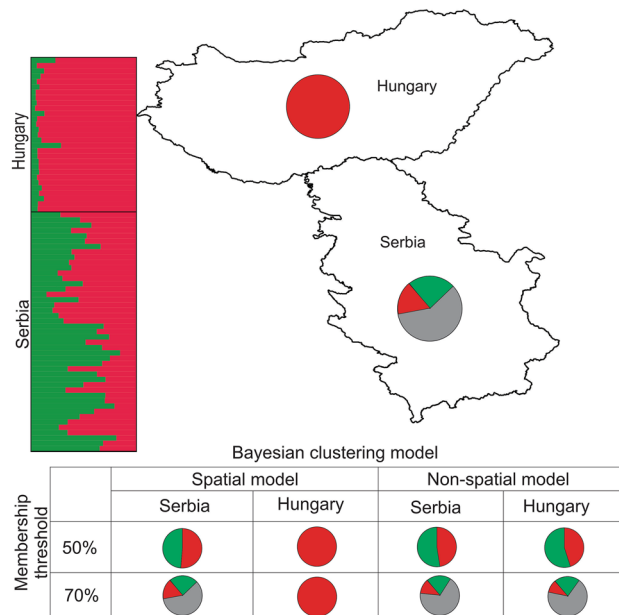 Hungary
Hungary
Serbia
Serbia
Bayesian clustering model
Spatial model Non-spatial model
Serbia Hungary Serbia Hungary
Membership
threshold
50%
70%